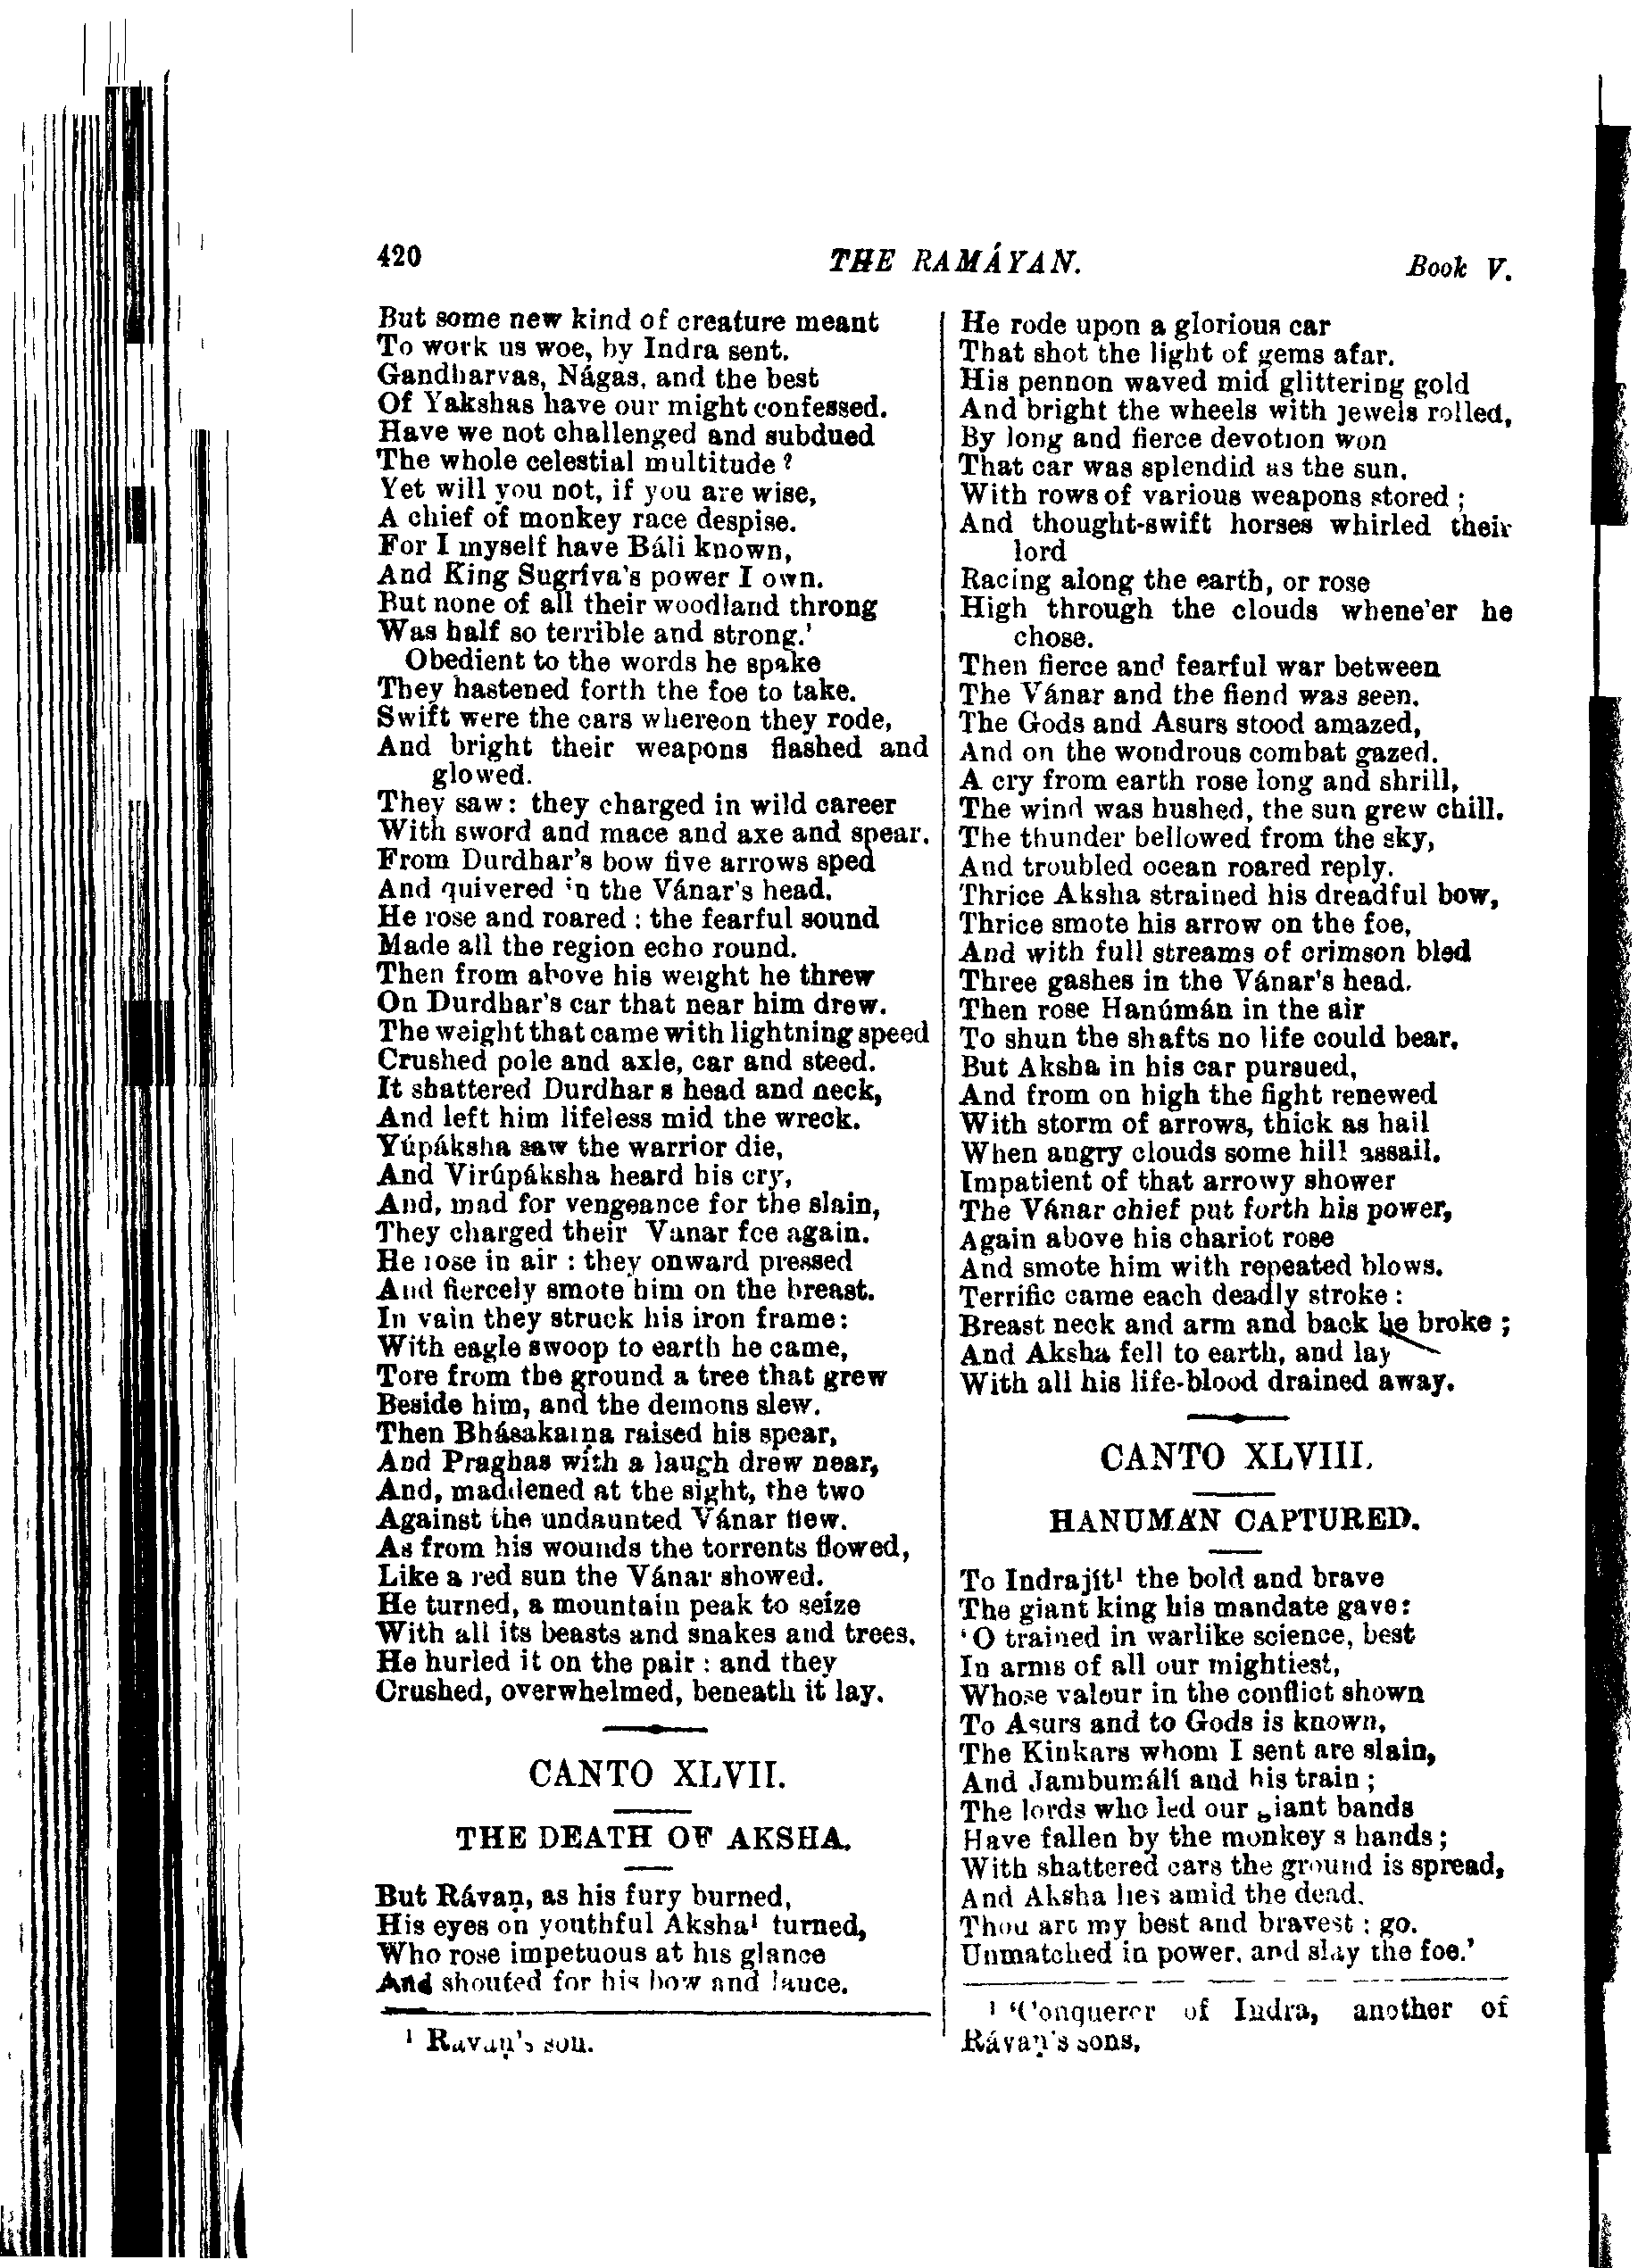 420
THE RAMÁYAN.
Book V.
But some new kind of creature meant
To work us woe, by Indra sent.
Gandharvas, Nágas, and the best
Of Yakshas have our might confessed.
Have we not challenged and subdued
The whole celestial multitude?
Yet will you not, if you are wise,
A chief of monkey race despise.
For I myself have Báli known,
And King Sugríva's power I own.
But none of all their woodland throng
Was half so terrible and strong.'
Obedient to the words he spake
They hastened forth the foe to take.
Swift were the cars whereon they rode,
And bright their weapons flashed and
glowed.
They saw: they charged in wild career
With sword and mace and axe and spear.
From Durdhar's bow five arrows sped
And quivered in the Vánar's head.
He rose and roared: the fearful sound
Made all the region echo round.
Then from above his weight he threw
On Durdhar's car that near him drew.
The weight that came with lightning speed
Crushed pole and axle, car and steed.
It shattered Durdhar s head and neck,
And left him lifeless mid the wreck.
Yúpáksha saw the warrior die,
And Virúpáksha heard his cry,
And, mad for vengeance for the slain,
They charged their Vanar foe again.
He rose in air: they onward pressed
And fiercely smote him on the breast.
In vain they struck his iron frame:
With eagle swoop to earth he came,
Tore from the ground a tree that grew
Beside him, and the demons slew.
Then Bhásakarṇa raised his spear,
And Praghas with a laugh drew near,
And, maddened at the sight, the two
Against the undaunted Vánar flew.
As from his wounds the torrents flowed,
Like a red sun the Vánar showed.
He turned, a mountain peak to seize
With all its beasts and snakes and trees.
He hurled it on the pair: and they
Crushed, overwhelmed, beneath it lay.
CANTO XLVII.
THE DEATH OF AKSHA.
But Rávaṇ, as his fury burned,
His eyes on youthful Aksha¹ turned,
Who rose impetuous at his glance
And shouted for his bow and lance.
¹ Ravaṇ's son.
He rode upon a glorious car
That shot the light of gems afar.
His pennon waved mid glittering gold
And bright the wheels with jewels rolled,
By long and fierce devotion won
That car was splendid as the sun.
With rows of various weapons stored;
And thought-swift horses whirled their
lord
Racing along the earth, or rose
High through the clouds whene'er he
chose.
Then fierce and fearful war between
The Vánar and the fiend was seen.
The Gods and Asurs stood amazed,
And on the wondrous combat gazed.
A cry from earth rose long and shrill,
The wind was hushed, the sun grew chill.
The thunder bellowed from the sky,
And troubled ocean roared reply.
Thrice Aksha strained his dreadful bow,
Thrice smote his arrow on the foe,
And with full streams of crimson bled
Three gashes in the Vánar's head.
Then rose Hanúmán in the air
To shun the shafts no life could bear.
But Aksha in his car pursued,
And from on high the fight renewed
With storm of arrows, thick as hail
When angry clouds some hill assail.
Impatient of that arrowy shower
The Vánar chief put forth his power,
Again above his chariot rose
And smote him with repeated blows.
Terrific came each deadly stroke:
Breast neck and arm and back he broke;
And Aksha fell to earth, and lay
With all his life-blood drained away.
CANTO XLVIII.
HANUMÁN CAPTURED.
To Indrajít¹ the bold and brave
The giant king his mandate gave:
'O trained in warlike science, best
In arms of all our mightiest,
Whose valour in the conflict shown
To Asurs and to Gods is known,
The Kinkars whom I sent are slain,
And Jambumálí and his train;
The lords who led our giant bands
Have fallen by the monkey s hands;
With shattered cars the ground is spread,
And Aksha lies amid the dead.
Thou art my best and bravest: go.
Unmatched in power, and slay the foe.'
¹ 'Conqueror of Indra, another of
Rávaṇ's sons,